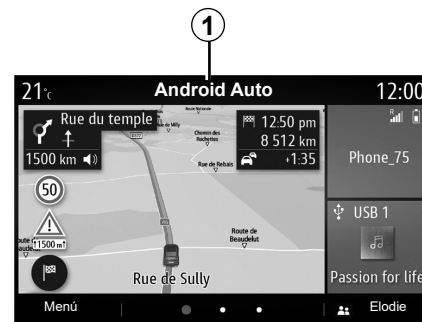 1
21°c Android Auto 12:00
Rue du temple
1500 km
12:50 pm
8 512 km
+1:35
R
Phone_75
Chemin des
Rochettes
Rue de Rebais
50
1500 m
Route de
Beaudelut
Rue de Sully
USB 1
Passion for life
Menú
Elodie